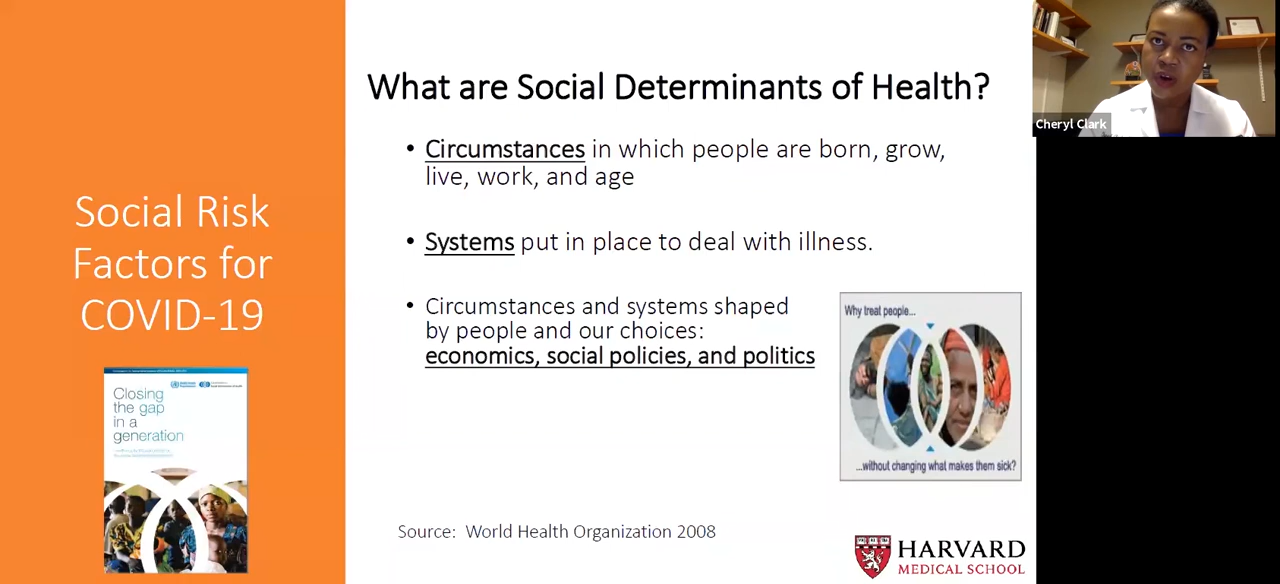 Social Risk
Factors for
COVID-19
Closing
the gap
in a
generation
What are Social Determinants of Health?
• Circumstances in which people are born, grow,
live, work, and age
• Systems put in place to deal with illness.
• Circumstances and systems shaped
by people and our choices:
economics, social policies, and politics
Why treat people...
...without changing what makes them sick?
Source: World Health Organization 2008
HARVARD
MEDICAL SCHOOL
Cheryl Clark